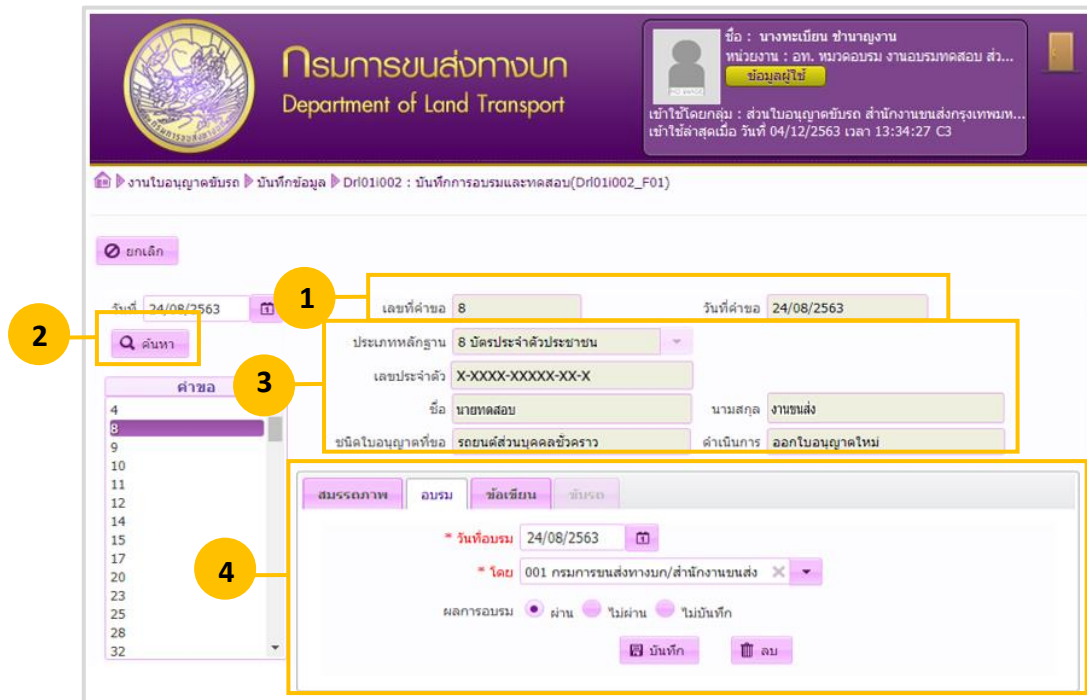 กรมการขนส่งทางบก
Department of Land Transport
ชื่อ : นางทะเบียน ชำนาญงาน
หน่วยงาน : อท. หมวดอบรม งานอบรมทดสอบ ส่ว...
ข้อมูลผู้ใช้
เข้าใช้โดยกลุ่ม : ส่วนใบอนุญาตขับรถ สำนักงานขนส่งกรุงเทพมห...
เข้าใช้ล่าสุดเมื่อ วันที่ 04/12/2563 เวลา 13:34:27 C3
งานใบอนุญาตขับรถ บันทึกข้อมูล Drl01i002 : บันทึกการอบรมและทดสอบ(Drl01i002_F01)
ยกเลิก
วันที่ 24/08/2563
1
เลขที่คำขอ 8 วันที่คำขอ 24/08/2563
2
ค้นหา
3
ประเภทหลักฐาน 8 บัตรประจำตัวประชาชน
เลขประจำตัว X-XXXX-XXXXX-XX-X
ชื่อ นายทดสอบ นามสกุล งานขนส่ง
ชนิดใบอนุญาตที่ขอ รถยนต์ส่วนบุคคลชั่วคราว ดำเนินการ ออกใบอนุญาตใหม่
คำขอ
4
8
9
10
11
12
14
15
17
20
23
25
28
32
4
สมรรถภาพ อบรม ข้อเขียน ขับรถ
* วันที่อบรม 24/08/2563
* โดย 001 กรมการขนส่งทางบก/สำนักงานขนส่ง
ผลการอบรม ผ่าน ไม่ผ่าน ไม่บันทึก
บันทึก ลบ